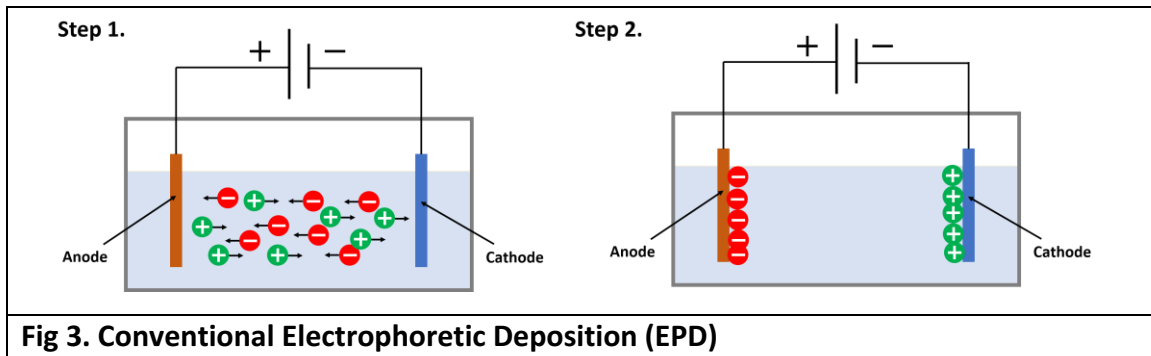 Step 1.
+ −
Anode
Cathode
Step 2.
+ −
Anode
Cathode
Fig 3. Conventional Electrophoretic Deposition (EPD)